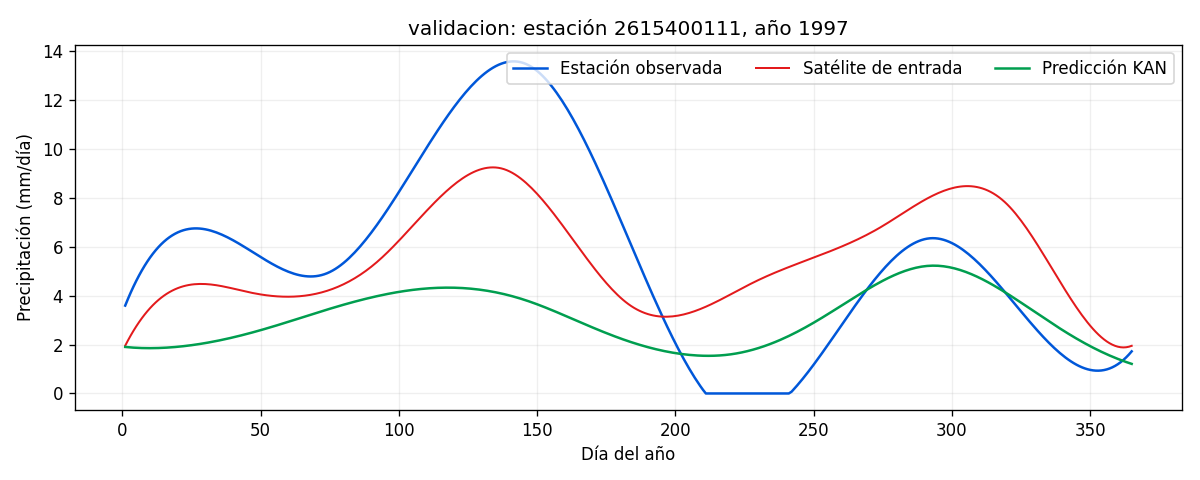 validacion: estación 2615400111, año 1997
Estación observada
Satélite de entrada
Predicción KAN
Precipitación (mm/día)
14
12
10
8
6
4
2
0
0 50 100 150 200 250 300 350
Día del año